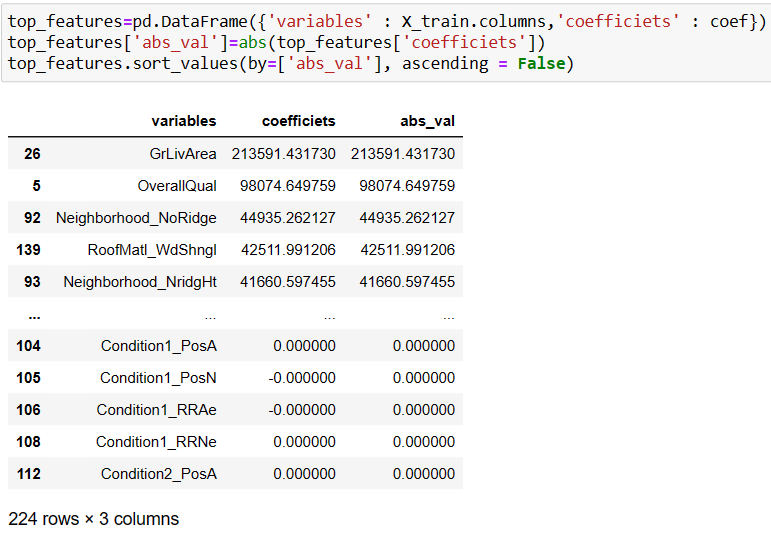 top_features=pd.DataFrame({'variables' : X_train.columns,'coefficiets' : coef})
top_features['abs_val']=abs(top_features['coefficiets'])
top_features.sort_values(by=['abs_val'], ascending = False)
variables coefficiets abs_val
26 GrLivArea 213591.431730 213591.431730
5 OverallQual 98074.649759 98074.649759
92 Neighborhood_NoRidge 44935.262127 44935.262127
139 RoofMatl_WdShngl 42511.991206 42511.991206
93 Neighborhood_NridgHt 41660.597455 41660.597455
... ... ... ...
104 Condition1_PosA 0.000000 0.000000
105 Condition1_PosN -0.000000 0.000000
106 Condition1_RRAe -0.000000 0.000000
108 Condition1_RRNe 0.000000 0.000000
112 Condition2_PosA 0.000000 0.000000
224 rows × 3 columns